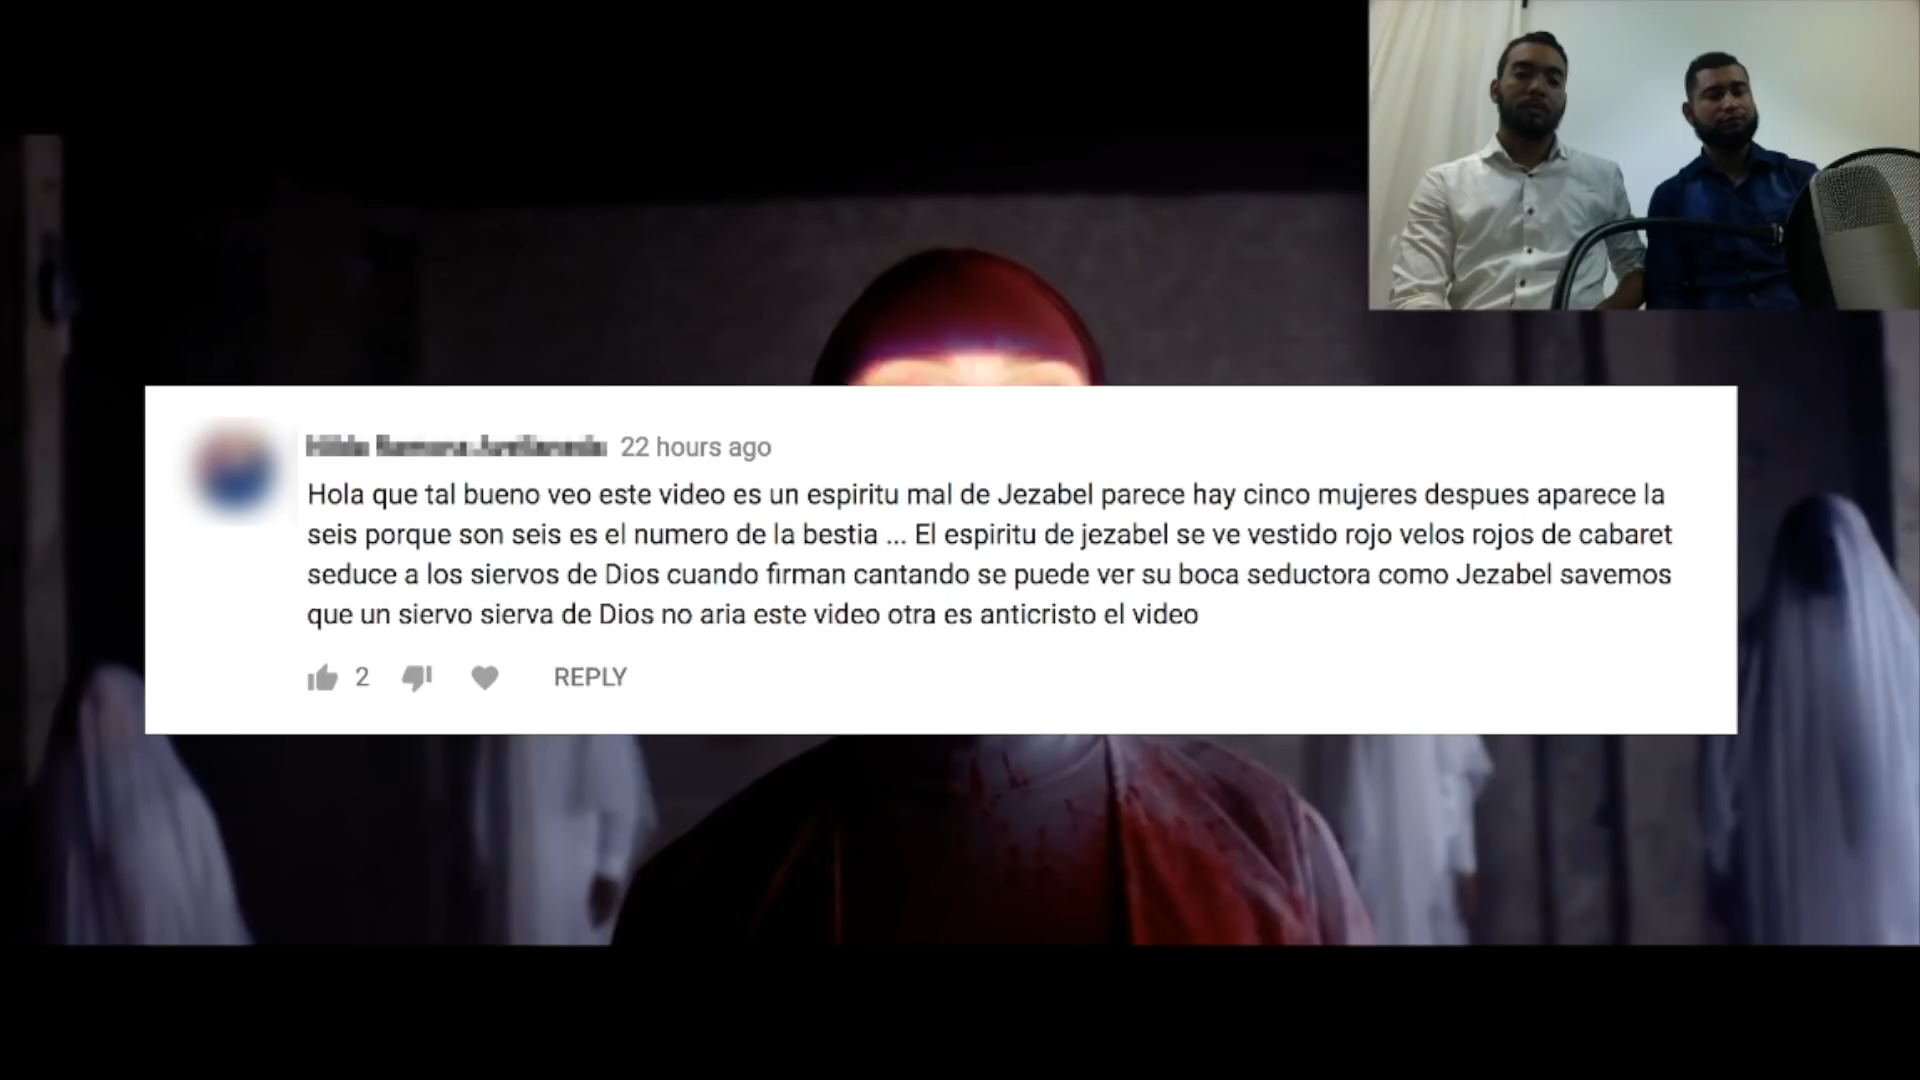 22 hours ago
Hola que tal bueno veo este video es un espiritu mal de Jezabel parece hay cinco mujeres despues aparece la
seis porque son seis es el numero de la bestia ... El espiritu de jezabel se ve vestido rojo velos rojos de cabaret
seduce a los siervos de Dios cuando firman cantando se puede ver su boca seductora como Jezabel savemos
que un siervo sierva de Dios no aria este video otra es anticristo el video
2 REPLY